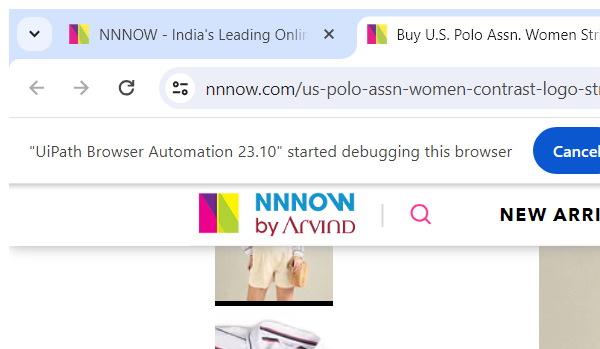 NNNOW - India's Leading Onlin
Buy U.S. Polo Assn. Women Str
nnnow.com/us-polo-assn-women-contrast-logo-str
"UiPath Browser Automation 23.10" started debugging this browser
Cancel
NNNOW
by ARVIND
NEW ARRI